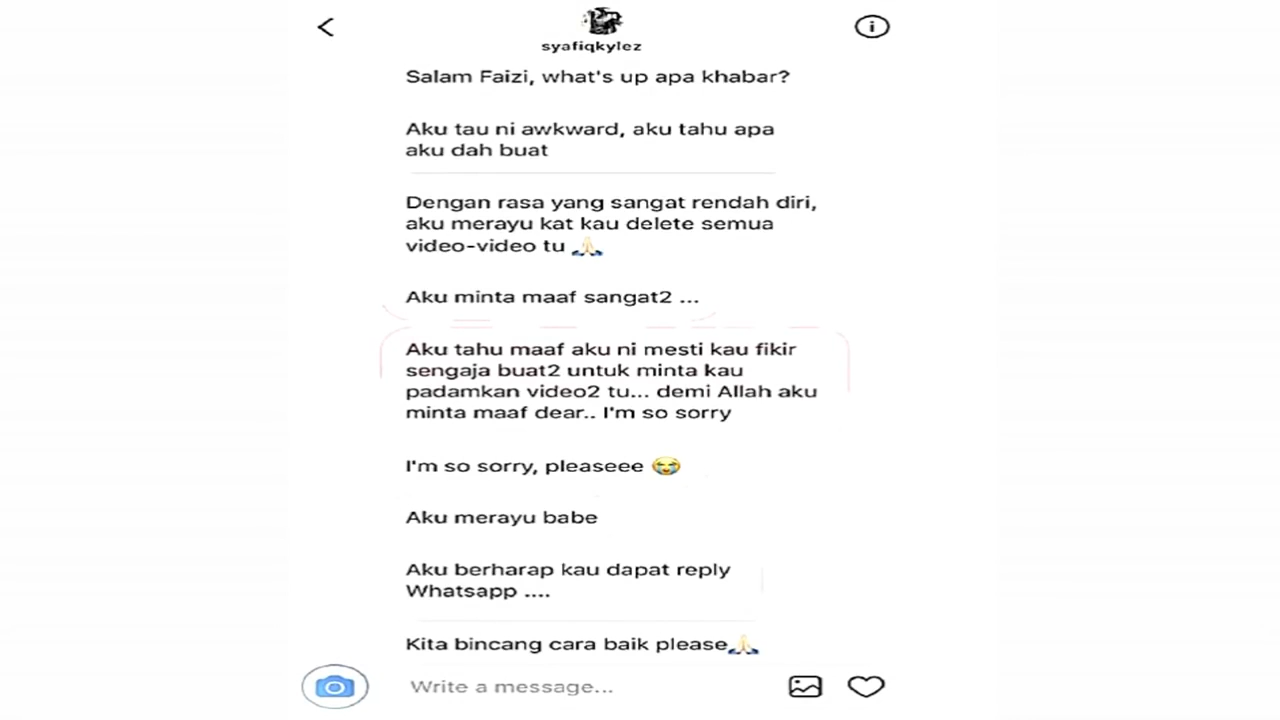 syafiqkylez
Salam Faizi, what's up apa khabar?
Aku tau ni awkward, aku tahu apa
aku dah buat
Dengan rasa yang sangat rendah diri,
aku merayu kat kau delete semua
video-video tu 🙏🏻
Aku minta maaf sangat2 ...
Aku tahu maaf aku ni mesti kau fikir
sengaja buat2 untuk minta kau
padamkan video2 tu... demi Allah aku
minta maaf dear.. I'm so sorry
I'm so sorry, pleaseee 😭
Aku merayu babe
Aku berharap kau dapat reply
Whatsapp ....
Kita bincang cara baik please🙏🏻
Write a message...